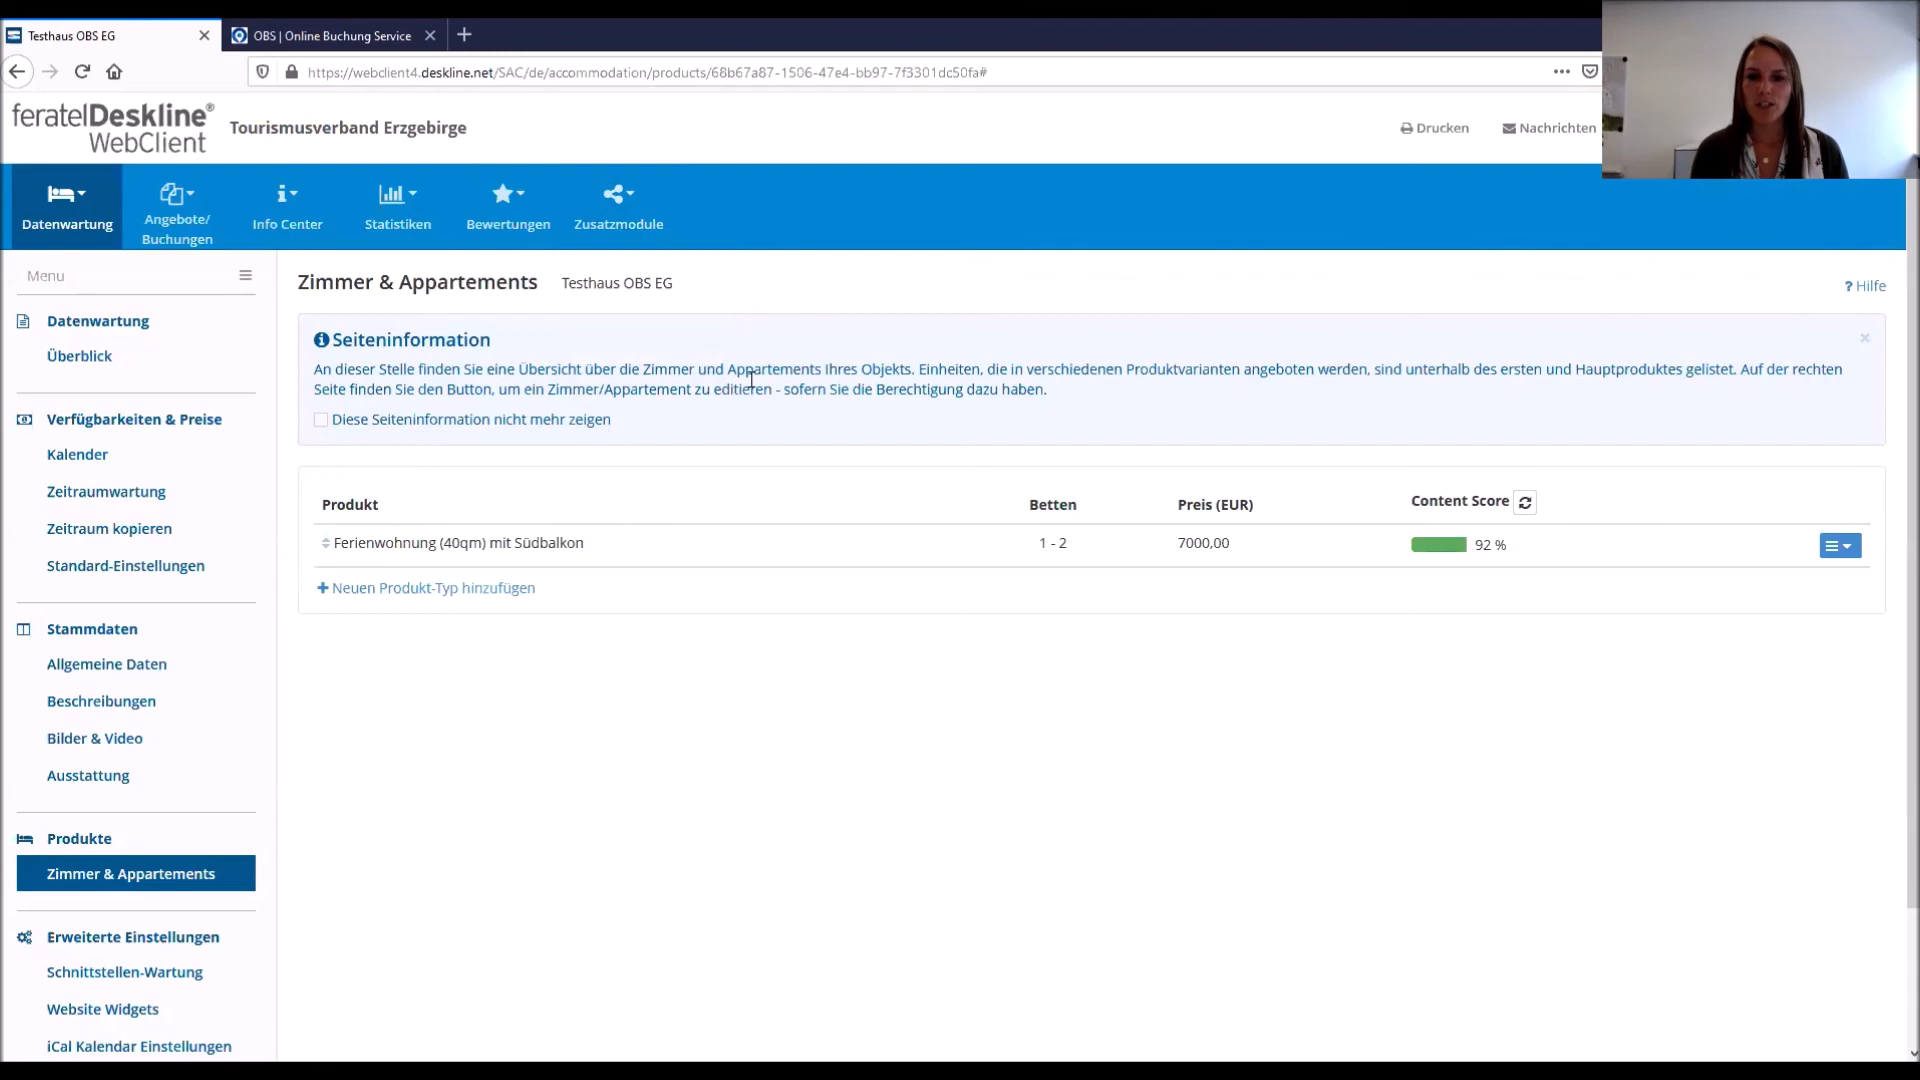 Testhaus OBS EG
OBS | Online Buchung Service
https://webclient4.deskline.net/SAC/de/accommodation/products/68b67a87-1506-47e4-bb97-7f3301dc50fa#
feratelDeskline®
WebClient
Tourismusverband Erzgebirge
Drucken
Nachrichten
Datenwartung
Angebote/
Buchungen
Info Center
Statistiken
Bewertungen
Zusatzmodule
Menu
Datenwartung
Überblick
Verfügbarkeiten & Preise
Kalender
Zeitraumwartung
Zeitraum kopieren
Standard-Einstellungen
Stammdaten
Allgemeine Daten
Beschreibungen
Bilder & Video
Ausstattung
Produkte
Zimmer & Appartements
Erweiterte Einstellungen
Schnittstellen-Wartung
Website Widgets
iCal Kalendar Einstellungen
Zimmer & Appartements Testhaus OBS EG
? Hilfe
Seiteninformation
An dieser Stelle finden Sie eine Übersicht über die Zimmer und Appartements Ihres Objekts. Einheiten, die in verschiedenen Produktvarianten angeboten werden, sind unterhalb des ersten und Hauptproduktes gelistet. Auf der rechten
Seite finden Sie den Button, um ein Zimmer/Appartement zu editieren - sofern Sie die Berechtigung dazu haben.
Diese Seiteninformation nicht mehr zeigen
Produkt Betten Preis (EUR) Content Score
Ferienwohnung (40qm) mit Südbalkon 1 - 2 7000,00 92 %
+ Neuen Produkt-Typ hinzufügen